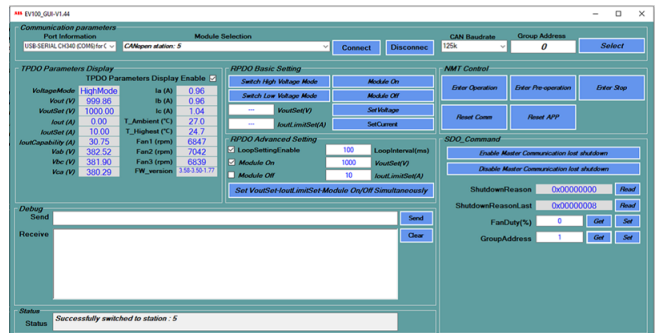 EV100_GUI-V1.44
Communication parameters
Port Information
Module Selection
CAN Baudrate
Group Address
USB-SERIAL CH340 (COM6) for C
CANopen station: 5
Connect
Disconnec
125k
0
Select
TPDO Parameters Display
TPDO Parameters Display Enable
VoltageMode HighMode Ia (A) 0.96
Vout (V) 999.86 Ib (A) 0.96
VoutSet (V) 1000.00 Ic (A) 1.04
Iout (A) 0.00 T_Ambient (℃) 27.0
IoutSet (A) 10.00 T_Highest (℃) 24.7
IoutCapability (A) 30.75 Fan1 (rpm) 6847
Vab (V) 382.52 Fan2 (rpm) 7042
Vbc (V) 381.90 Fan3 (rpm) 6839
Vca (V) 380.29 FW_version 3.58-3.50-1.77
RPDO Basic Setting
Switch High Voltage Mode
Module On
Switch Low Voltage Mode
Module Off
--- VoutSet(V)
SetVoltage
--- IoutLimitSet(A)
SetCurrent
RPDO Advanced Setting
LoopSettingEnable 100 LoopInterval(ms)
Module On 1000 VoutSet(V)
Module Off 10 IoutLimitSet(A)
Set VoutSet-IoutLimitSet-Module On/Off Simultaneously
NMT Control
Enter Operation
Enter Pre-operation
Enter Stop
Reset Comm
Reset APP
SDO_Command
Enable Master Communication lost shutdown
Disable Master Communication lost shutdown
ShutdownReason 0x00000000 Read
ShutdownReasonLast 0x00000008 Read
FanDuty(%) 0 Get Set
GroupAddress 1 Get Set
Debug
Send
Send
Receive
Clear
Status
Status Successfully switched to station : 5